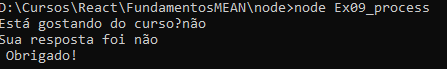 D:\Cursos\React\FundamentosMEAN\node>node Ex09_process
Está gostando do curso?não
Sua resposta foi não
 Obrigado!